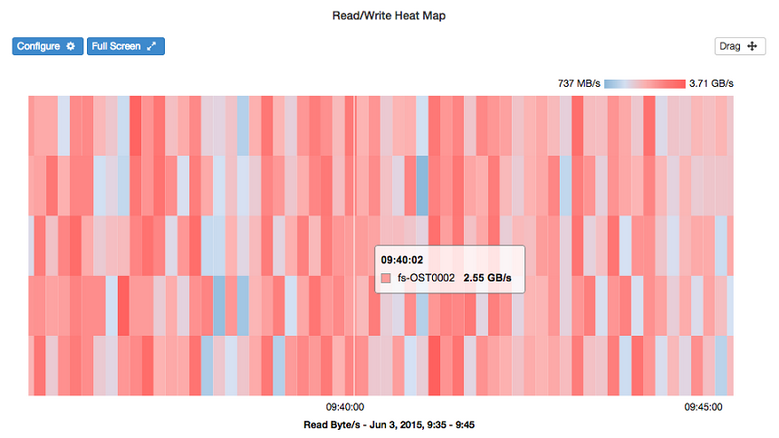 Read/Write Heat Map
Configure
Full Screen
Drag
737 MB/s
3.71 GB/s
09:40:02
fs-OST0002 2.55 GB/s
09:40:00
09:45:00
Read Byte/s - Jun 3, 2015, 9:35 - 9:45